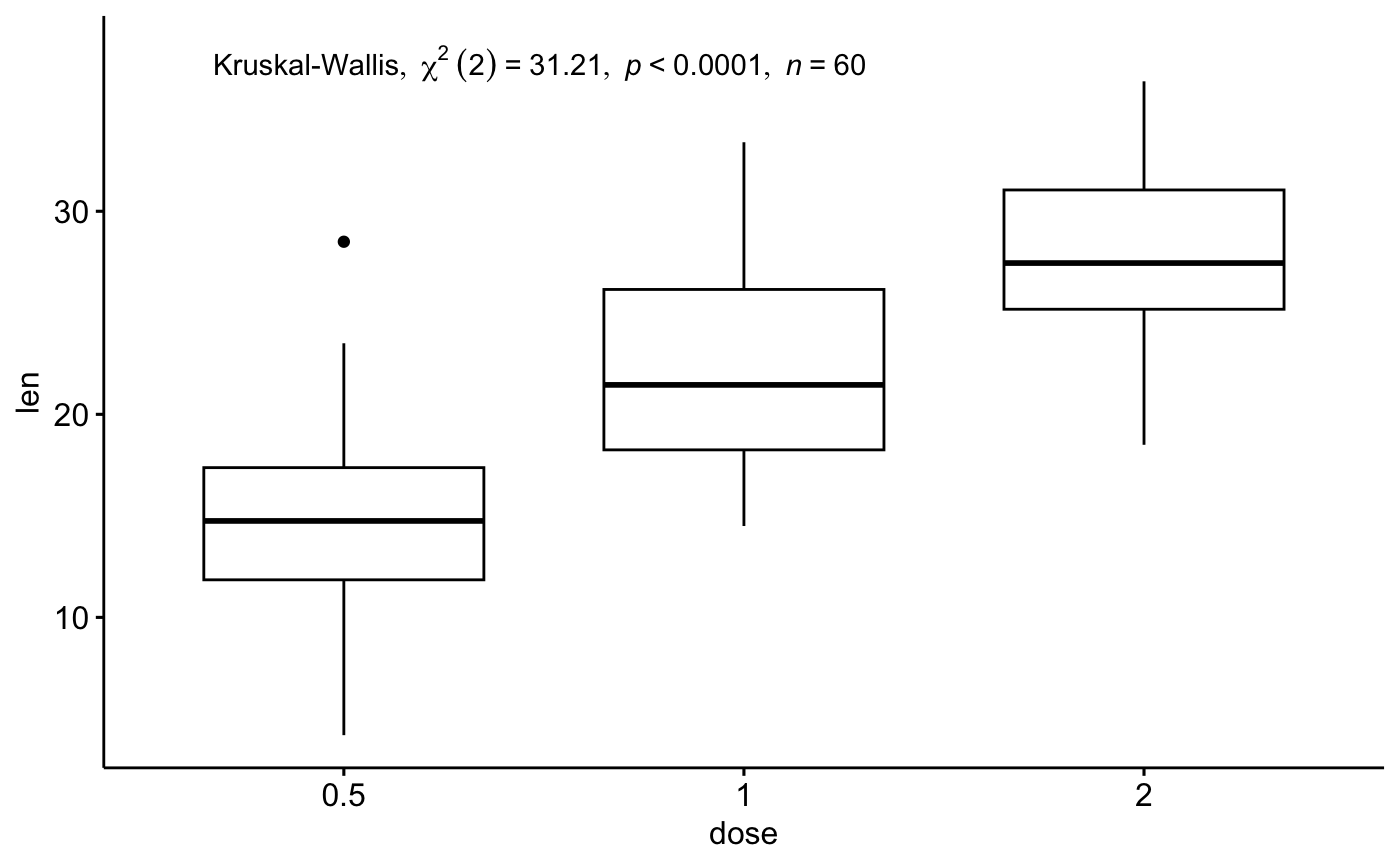 Kruskal-Wallis, χ² (2) = 31.21, p < 0.0001, n = 60
30
20
10
len
0.5 1 2
dose